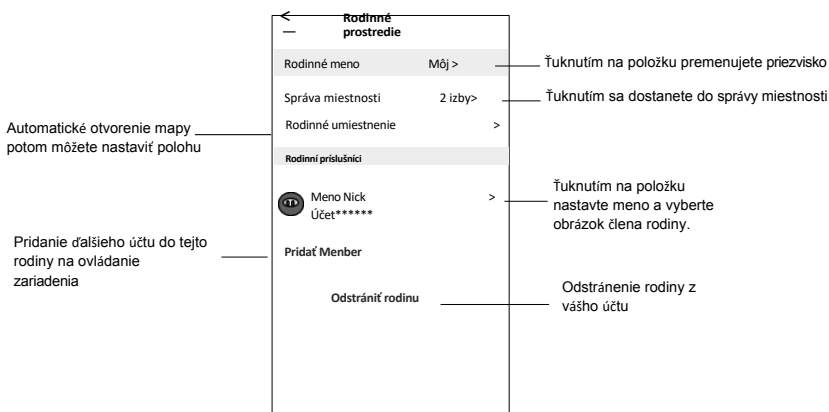 <
— Rodinné
prostredie
Rodinné meno Môj >
Ťuknutím na položku premenujete priezvisko
Správa miestnosti 2 izby>
Ťuknutím sa dostanete do správy miestnosti
Rodinné umiestnenie >
Automatické otvorenie mapy
potom môžete nastaviť polohu
Rodinní príslušníci
Meno Nick >
Účet******
Ťuknutím na položku
nastavte meno a vyberte
obrázok člena rodiny.
Pridanie ďalšieho účtu do tejto
rodiny na ovládanie
zariadenia
Pridať Menber
Odstrániť rodinu
Odstránenie rodiny z
vášho účtu